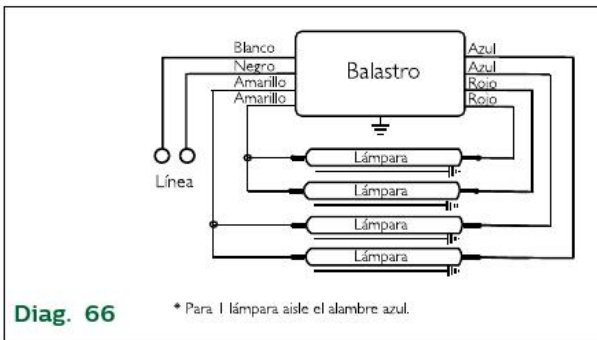 Blanco
Negro
Amarillo
Amarillo
Balastro
Azul
Azul
Rojo
Rojo
Línea
Lámpara
Lámpara
Lámpara
Lámpara
Diag. 66
* Para 1 lámpara aisle el alambre azul.